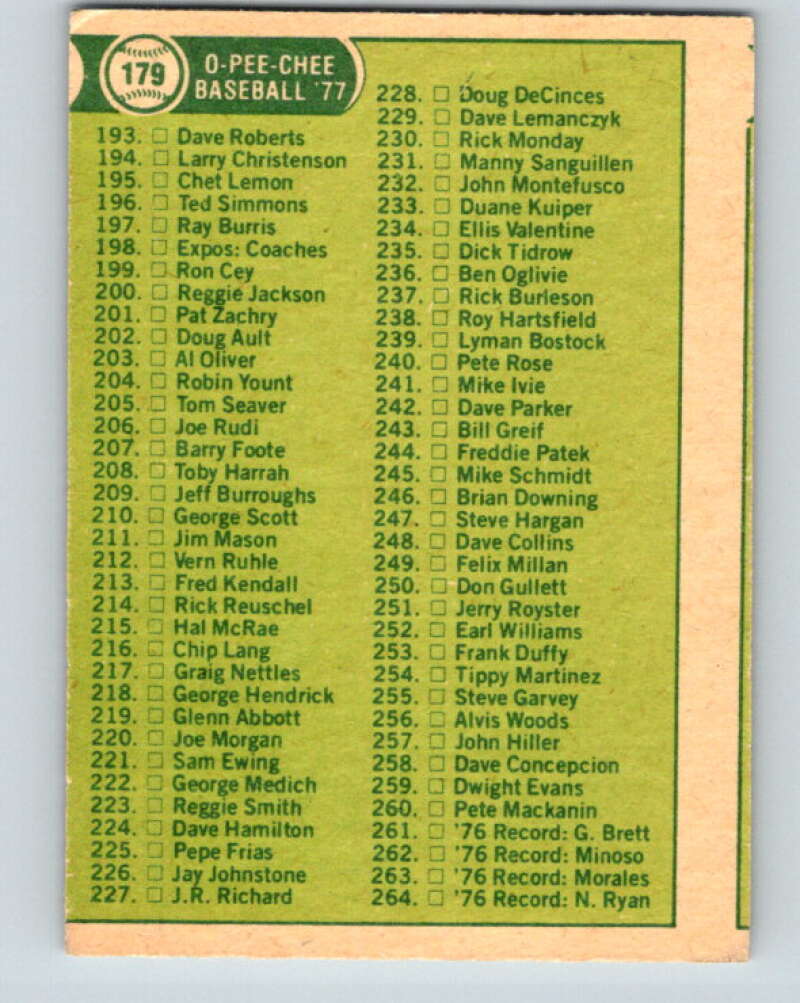 179
O-PEE-CHEE
BASEBALL '77
193. □ Dave Roberts
194. □ Larry Christenson
195. □ Chet Lemon
196. □ Ted Simmons
197. □ Ray Burris
198. □ Expos: Coaches
199. □ Ron Cey
200. □ Reggie Jackson
201. □ Pat Zachry
202. □ Doug Ault
203. □ Al Oliver
204. □ Robin Yount
205. □ Tom Seaver
206. □ Joe Rudi
207. □ Barry Foote
208. □ Toby Harrah
209. □ Jeff Burroughs
210. □ George Scott
211. □ Jim Mason
212. □ Vern Ruhle
213. □ Fred Kendall
214. □ Rick Reuschel
215. □ Hal McRae
216. □ Chip Lang
217. □ Graig Nettles
218. □ George Hendrick
219. □ Glenn Abbott
220. □ Joe Morgan
221. □ Sam Ewing
222. □ George Medich
223. □ Reggie Smith
224. □ Dave Hamilton
225. □ Pepe Frias
226. □ Jay Johnstone
227. □ J.R. Richard
228. □ Doug DeCinces
229. □ Dave Lemanczyk
230. □ Rick Monday
231. □ Manny Sanguillen
232. □ John Montefusco
233. □ Duane Kuiper
234. □ Ellis Valentine
235. □ Dick Tidrow
236. □ Ben Oglivie
237. □ Rick Burleson
238. □ Roy Hartsfield
239. □ Lyman Bostock
240. □ Pete Rose
241. □ Mike Ivie
242. □ Dave Parker
243. □ Bill Greif
244. □ Freddie Patek
245. □ Mike Schmidt
246. □ Brian Downing
247. □ Steve Hargan
248. □ Dave Collins
249. □ Felix Millan
250. □ Don Gullett
251. □ Jerry Royster
252. □ Earl Williams
253. □ Frank Duffy
254. □ Tippy Martinez
255. □ Steve Garvey
256. □ Alvis Woods
257. □ John Hiller
258. □ Dave Concepcion
259. □ Dwight Evans
260. □ Pete Mackanin
261. □ '76 Record: G. Brett
262. □ '76 Record: Minoso
263. □ '76 Record: Morales
264. □ '76 Record: N. Ryan